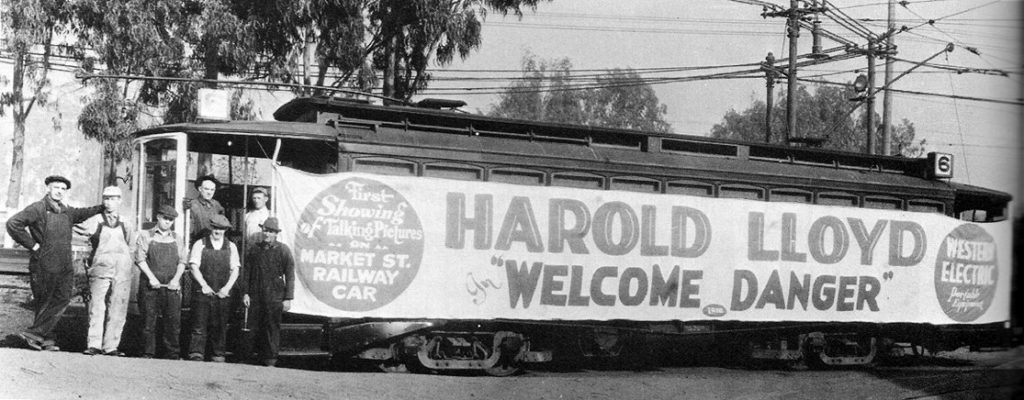 First
Showing
of Talking Pictures
ON
MARKET ST.
RAILWAY
CAR
HAROLD LLOYD
In "WELCOME DANGER"
WESTERN
ELECTRIC
6